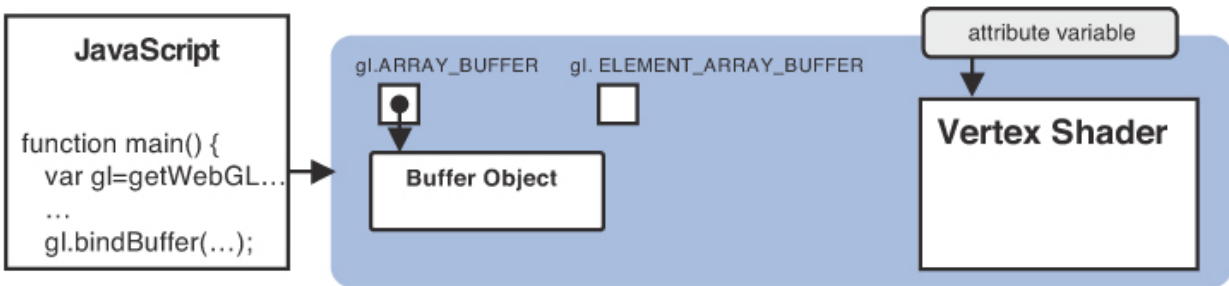 JavaScript
function main() {
var gl=getWebGL…
…
gl.bindBuffer(…);
gl.ARRAY_BUFFER
gl. ELEMENT_ARRAY_BUFFER
Buffer Object
attribute variable
Vertex Shader